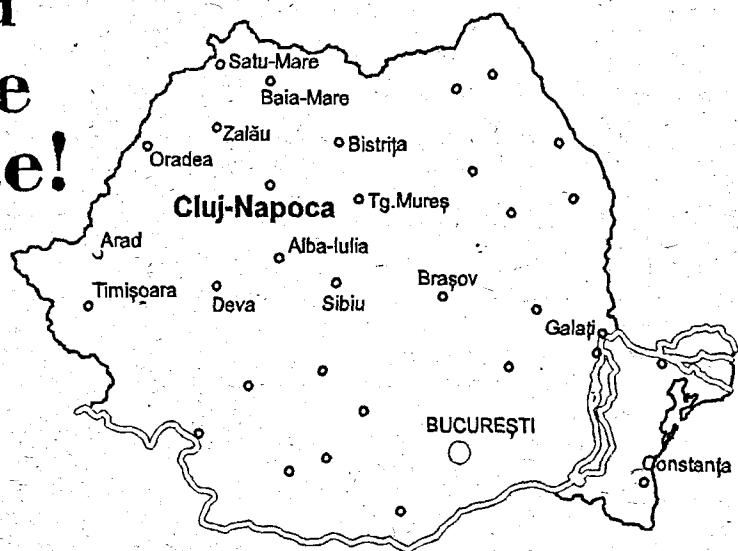 e!
Satu-Mare
Baia-Mare
Zalău
Bistrița
Oradea
Cluj-Napoca
Tg.Mureș
Arad
Alba-Iulia
Timișoara
Deva
Sibiu
Brașov
Galați
BUCUREȘTI
Constanța